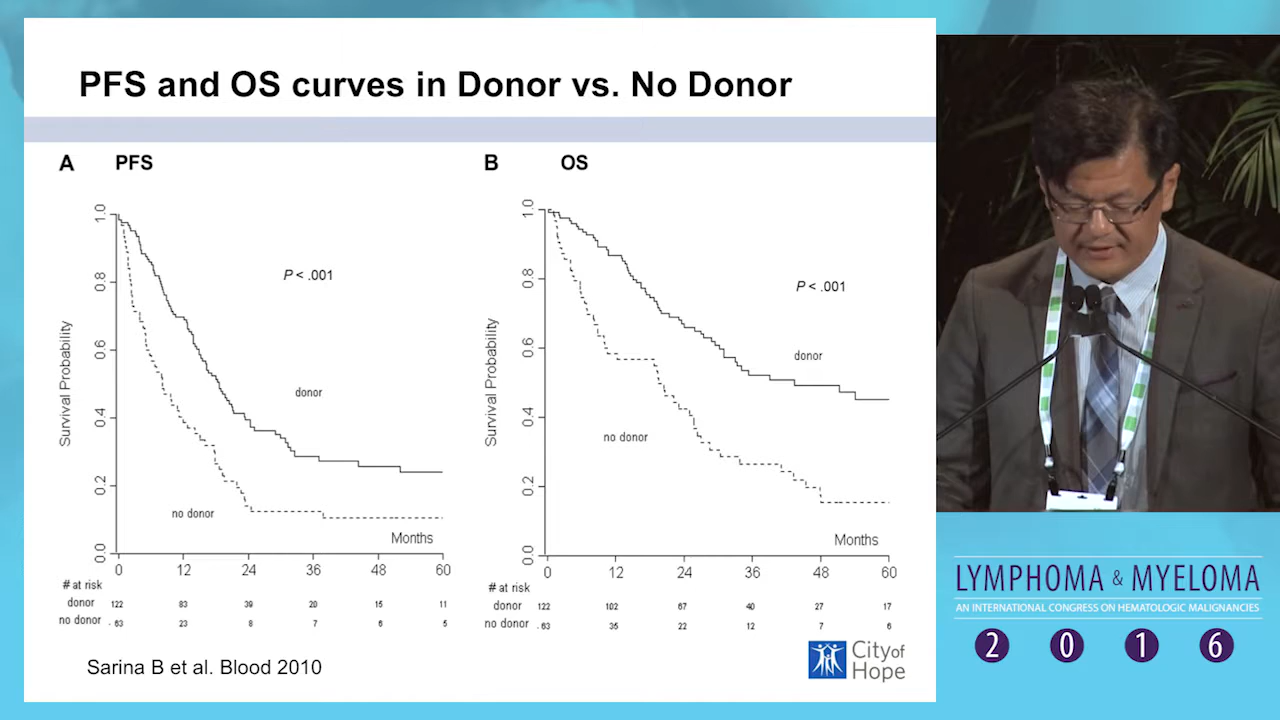 PFS and OS curves in Donor vs. No Donor
A PFS
B OS
Survival Probability
1.0
0.8
0.6
0.4
0.2
0.0
P < .001
donor
no donor
Months
0 12 24 36 48 60
# at risk
donor 122 83 39 20 15 11
no donor . 63 23 8 7 6 5
Survival Probability
1.0
0.8
0.6
0.4
0.2
0.0
P < .001
donor
no donor
Months
0 12 24 36 48 60
# at risk
donor 122 102 67 40 27 17
no donor . 63 35 22 12 7 6
Sarina B et al. Blood 2010
City of
Hope
LYMPHOMA & MYELOMA
AN INTERNATIONAL CONGRESS ON HEMATOLOGIC MALIGNANCIES
2 0 1 6